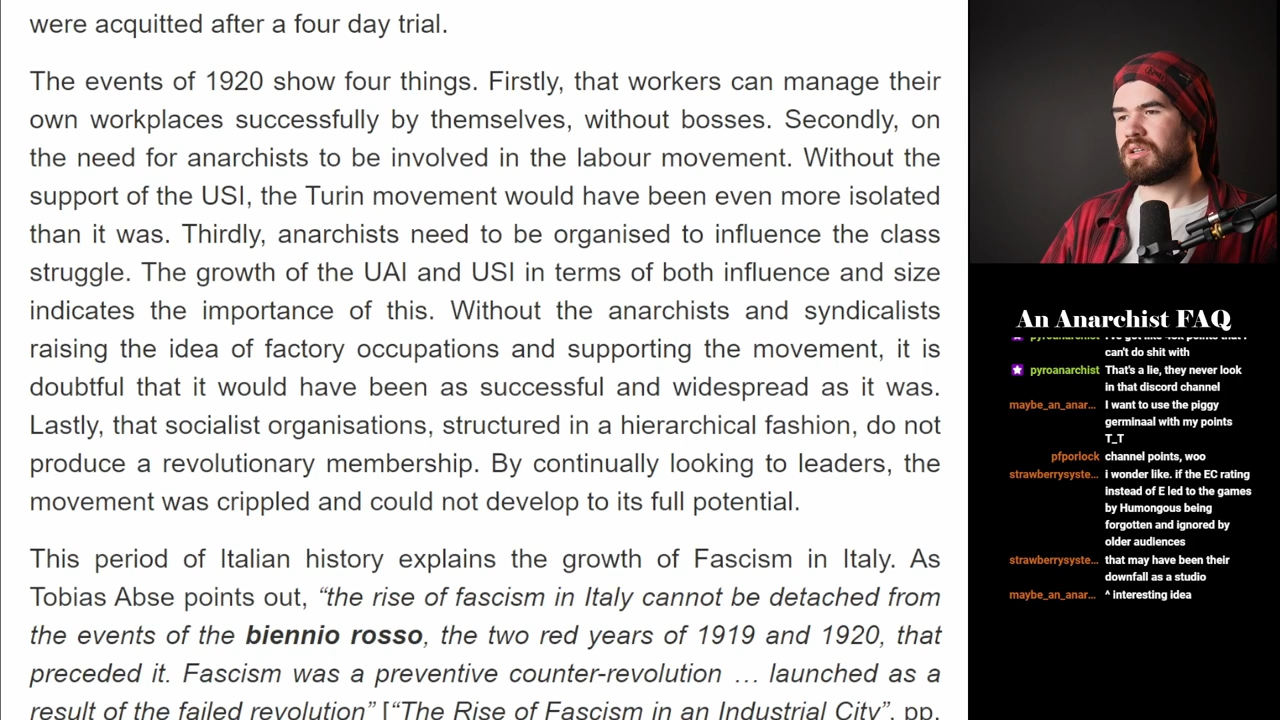 were acquitted after a four day trial.
The events of 1920 show four things. Firstly, that workers can manage their
own workplaces successfully by themselves, without bosses. Secondly, on
the need for anarchists to be involved in the labour movement. Without the
support of the USI, the Turin movement would have been even more isolated
than it was. Thirdly, anarchists need to be organised to influence the class
struggle. The growth of the UAI and USI in terms of both influence and size
indicates the importance of this. Without the anarchists and syndicalists
raising the idea of factory occupations and supporting the movement, it is
doubtful that it would have been as successful and widespread as it was.
Lastly, that socialist organisations, structured in a hierarchical fashion, do not
produce a revolutionary membership. By continually looking to leaders, the
movement was crippled and could not develop to its full potential.
This period of Italian history explains the growth of Fascism in Italy. As
Tobias Abse points out, “the rise of fascism in Italy cannot be detached from
the events of the biennio rosso, the two red years of 1919 and 1920, that
preceded it. Fascism was a preventive counter-revolution … launched as a
result of the failed revolution” [“The Rise of Fascism in an Industrial City”, pp.
An Anarchist FAQ
pyroanarchist I've got like points that I
can't do shit with
pyroanarchist That's a lie, they never look
in that discord channel
maybe_an_anar... I want to use the piggy
germinaal with my points
T_T
pfporlock channel points, woo
strawberrysyste... i wonder like. if the EC rating
instead of E led to the games
by Humongous being
forgotten and ignored by
older audiences
strawberrysyste... that may have been their
downfall as a studio
maybe_an_anar... ^ interesting idea